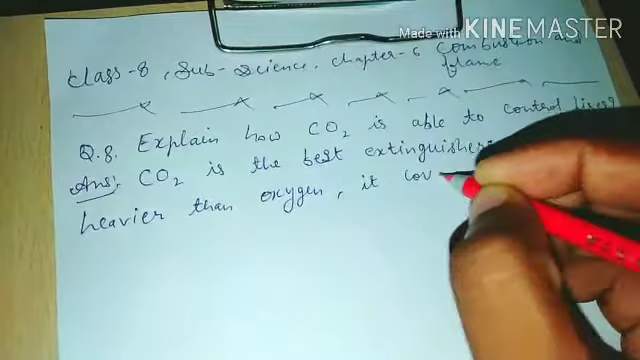 Made with KINEMASTER
Class-8, Sub- Science, Chapter-6 Combustion and
flame
Q.8. Explain how CO2 is able to control fires?
Ans:. CO2 is the best extinguisher
heavier than oxygen, it cov